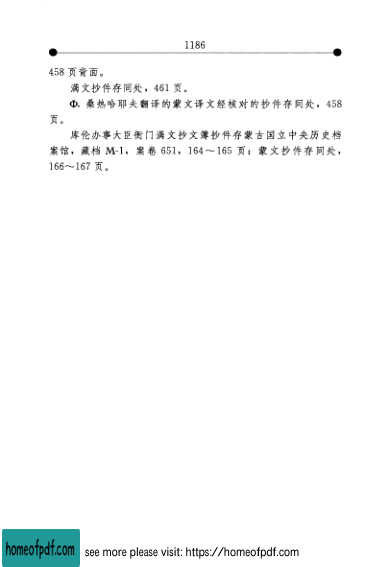 1186
458 页背面。
满文抄件存同处，461 页。
Ф. 桑热哈耶夫翻译的蒙文译文经核对的抄件存同处，458
页。
库伦办事大臣衙门满文抄文簿抄件存蒙古国立中央历史档
案馆，藏档 М-1，案卷 651，164～165 页；蒙文抄件存同处，
166～167 页。
homeofpdf.com
see more please visit: https://homeofpdf.com